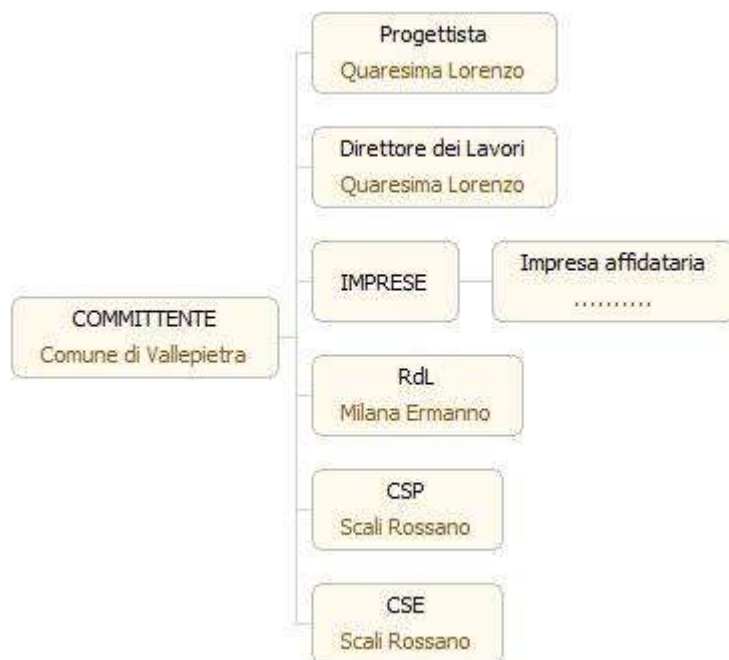 Progettista
Quaresima Lorenzo
Direttore dei Lavori
Quaresima Lorenzo
IMPRESE
Impresa affidataria
..........
COMMITTENTE
Comune di Vallepietra
RdL
Milana Ermanno
CSP
Scali Rossano
CSE
Scali Rossano